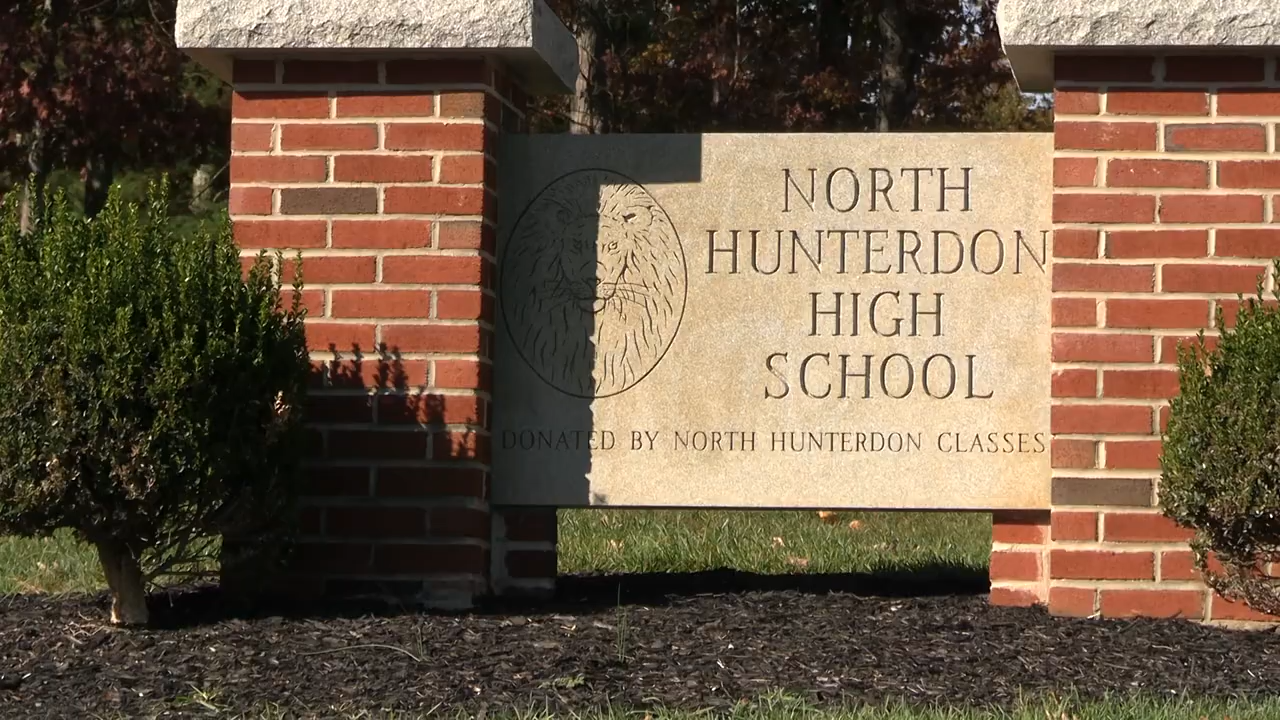 NORTH
HUNTERDON
HIGH
SCHOOL
DONATED BY NORTH HUNTERDON CLASSES